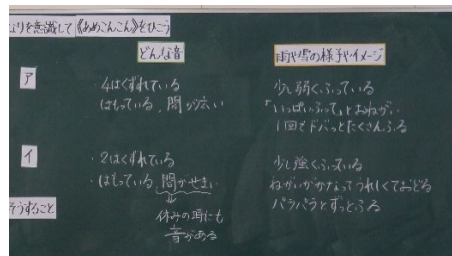 なりを意識して《あめこんこん》をひこう
どんな音
雨や雪の様子やイメージ
ア
・4はくずれている
はもっている、間が広い
少し弱くふっている
「いっぱいふって」とおねがい
1回でドバッとたくさんふる
イ
・2はくずれている
・はもっている、間がせまい
休みの耳にも
音がある
少し強くふっている
ねがいがかなってうれしくておどる
パラパラとずっとふる
そうすること